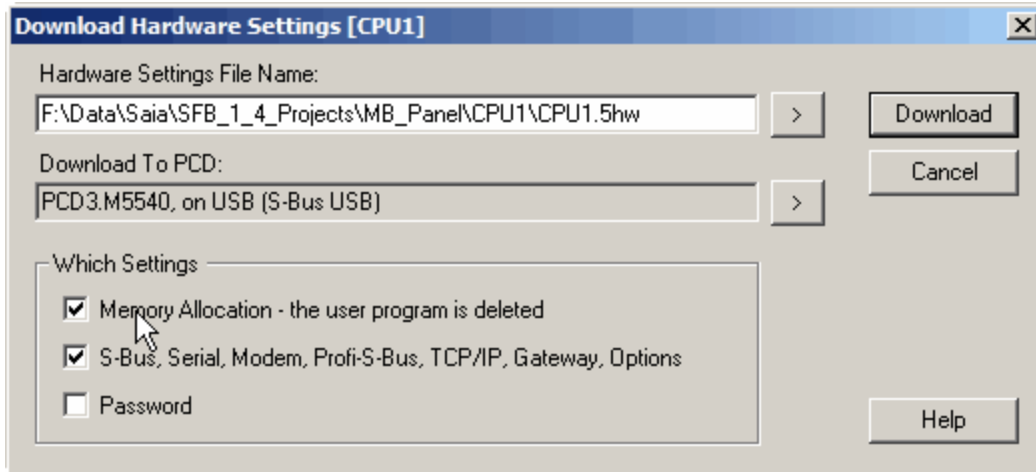 Download Hardware Settings [CPU1]
Hardware Settings File Name:
F:\Data\Saia\SFB_1_4_Projects\MB_Panel\CPU1\CPU1.5hw
>
Download
Download To PCD:
Cancel
PCD3.M5540, on USB (S-Bus USB)
>
Which Settings
Memory Allocation - the user program is deleted
S-Bus, Serial, Modem, Profi-S-Bus, TCP/IP, Gateway, Options
Password
Help